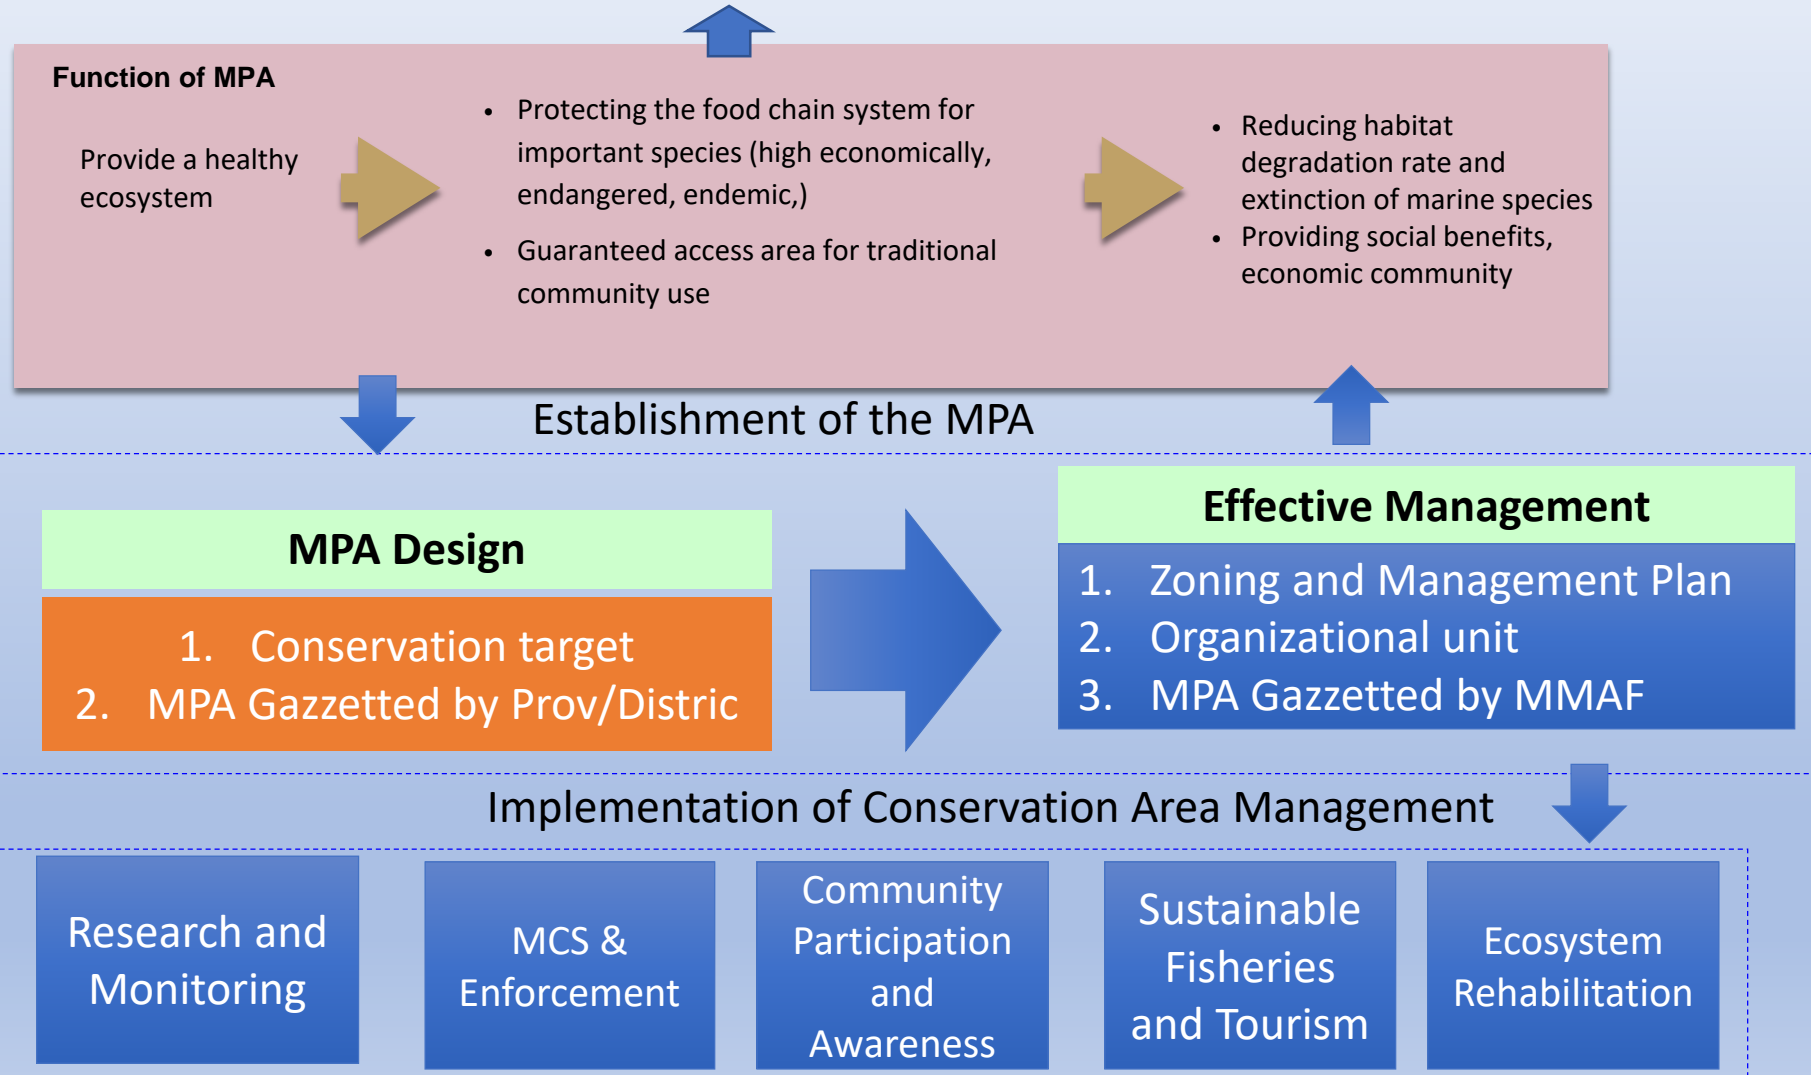 Function of MPA
Provide a healthy
ecosystem
• Protecting the food chain system for
important species (high economically,
endangered, endemic,)
• Guaranteed access area for traditional
community use
• Reducing habitat
degradation rate and
extinction of marine species
• Providing social benefits,
economic community
Establishment of the MPA
MPA Design
1. Conservation target
2. MPA Gazzetted by Prov/Distric
Effective Management
1. Zoning and Management Plan
2. Organizational unit
3. MPA Gazzetted by MMAF
Implementation of Conservation Area Management
Research and
Monitoring
MCS &
Enforcement
Community
Participation
and
Awareness
Sustainable
Fisheries
and Tourism
Ecosystem
Rehabilitation